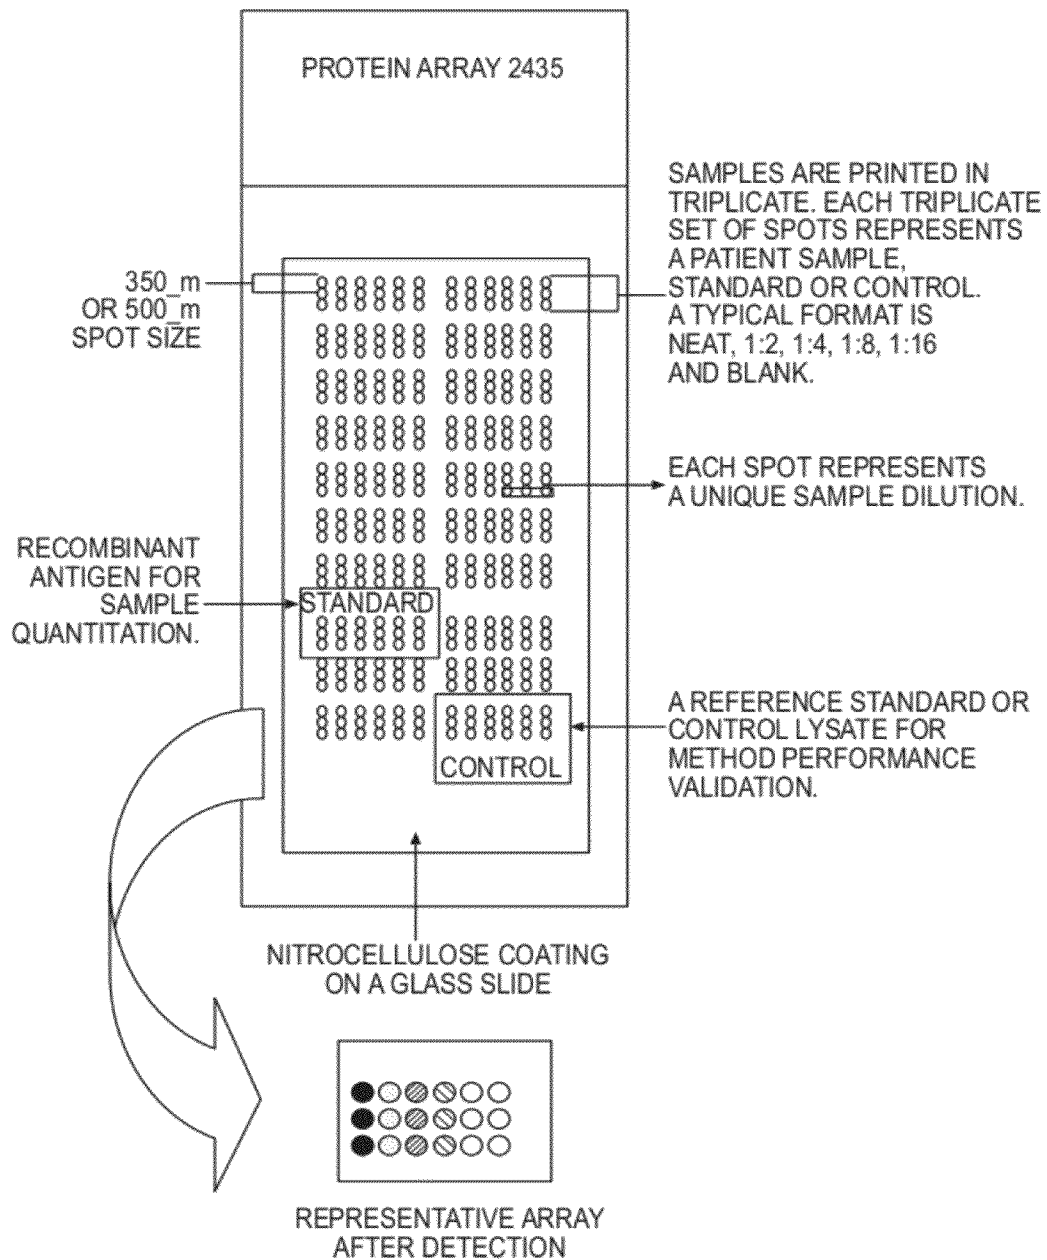 PROTEIN ARRAY 2435
SAMPLES ARE PRINTED IN
TRIPLICATE. EACH TRIPLICATE
SET OF SPOTS REPRESENTS
A PATIENT SAMPLE,
STANDARD OR CONTROL.
A TYPICAL FORMAT IS
NEAT, 1:2, 1:4, 1:8, 1:16
AND BLANK.
350_m
OR 500_m
SPOT SIZE
EACH SPOT REPRESENTS
A UNIQUE SAMPLE DILUTION.
RECOMBINANT
ANTIGEN FOR
SAMPLE
QUANTITATION.
STANDARD
A REFERENCE STANDARD OR
CONTROL LYSATE FOR
METHOD PERFORMANCE
VALIDATION.
CONTROL
NITROCELLULOSE COATING
ON A GLASS SLIDE
REPRESENTATIVE ARRAY
AFTER DETECTION